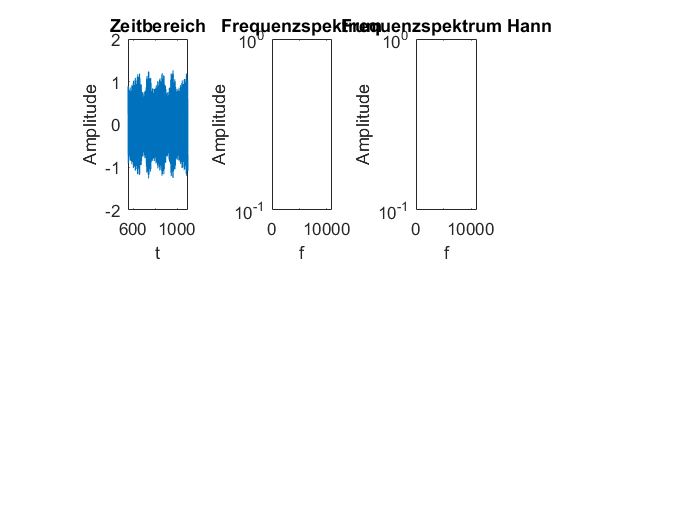 Zeitbereich
2
1
0
-1
-2
Amplitude
600 1000
t
Frequenzspektrum
10^0
10^-1
Amplitude
0 10000
f
Frequenzspektrum Hann
10^0
10^-1
Amplitude
0 10000
f